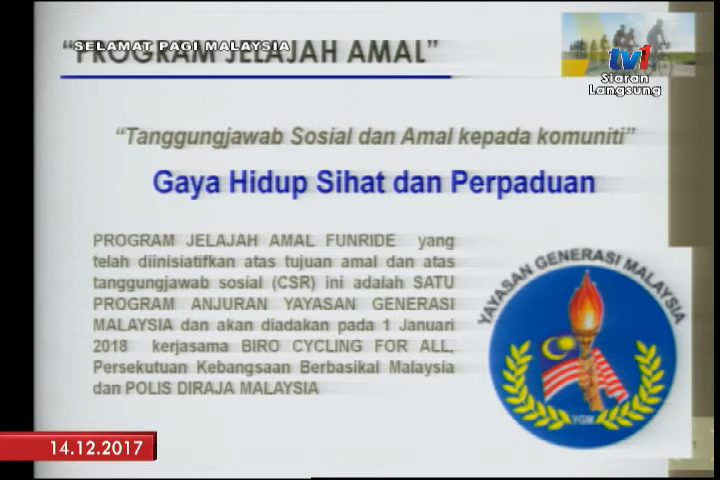 SELAMAT PAGI MALAYSIA
“PROGRAM JELAJAH AMAL”
tv1
Siaran
Langsung
“Tanggungjawab Sosial dan Amal kepada komuniti”
Gaya Hidup Sihat dan Perpaduan
PROGRAM JELAJAH AMAL FUNRIDE yang
telah diinisiatifkan atas tujuan amal dan atas
tanggungjawab sosial (CSR) ini adalah SATU
PROGRAM ANJURAN YAYASAN GENERASI
MALAYSIA dan akan diadakan pada 1 Januari
2018 kerjasama BIRO CYCLING FOR ALL,
Persekutuan Kebangsaan Berbasikal Malaysia
dan POLIS DIRAJA MALAYSIA
YAYASAN GENERASI MALAYSIA
YGM
1
14.12.2017